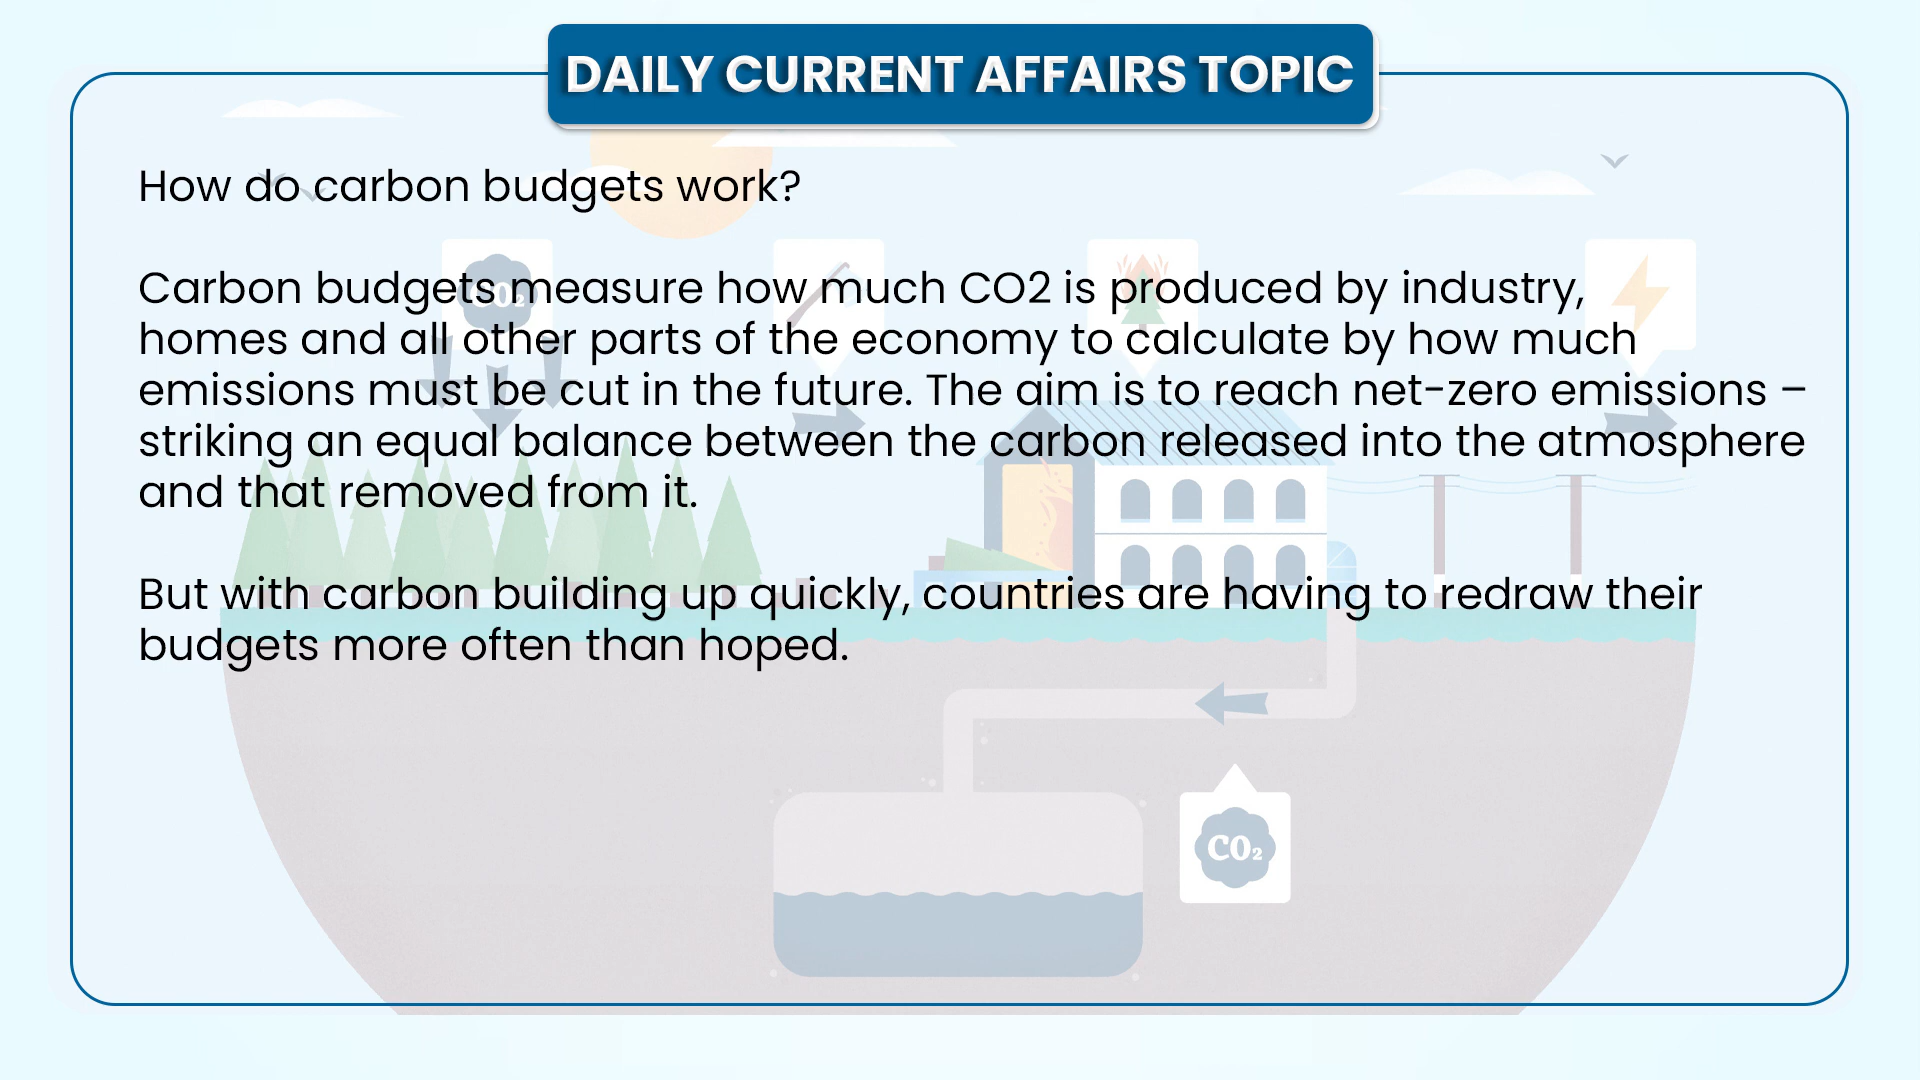 DAILY CURRENT AFFAIRS TOPIC
How do carbon budgets work?
Carbon budgets measure how much CO2 is produced by industry,
homes and all other parts of the economy to calculate by how much
emissions must be cut in the future. The aim is to reach net-zero emissions –
striking an equal balance between the carbon released into the atmosphere
and that removed from it.
But with carbon building up quickly, countries are having to redraw their
budgets more often than hoped.
CO₂
CO₂